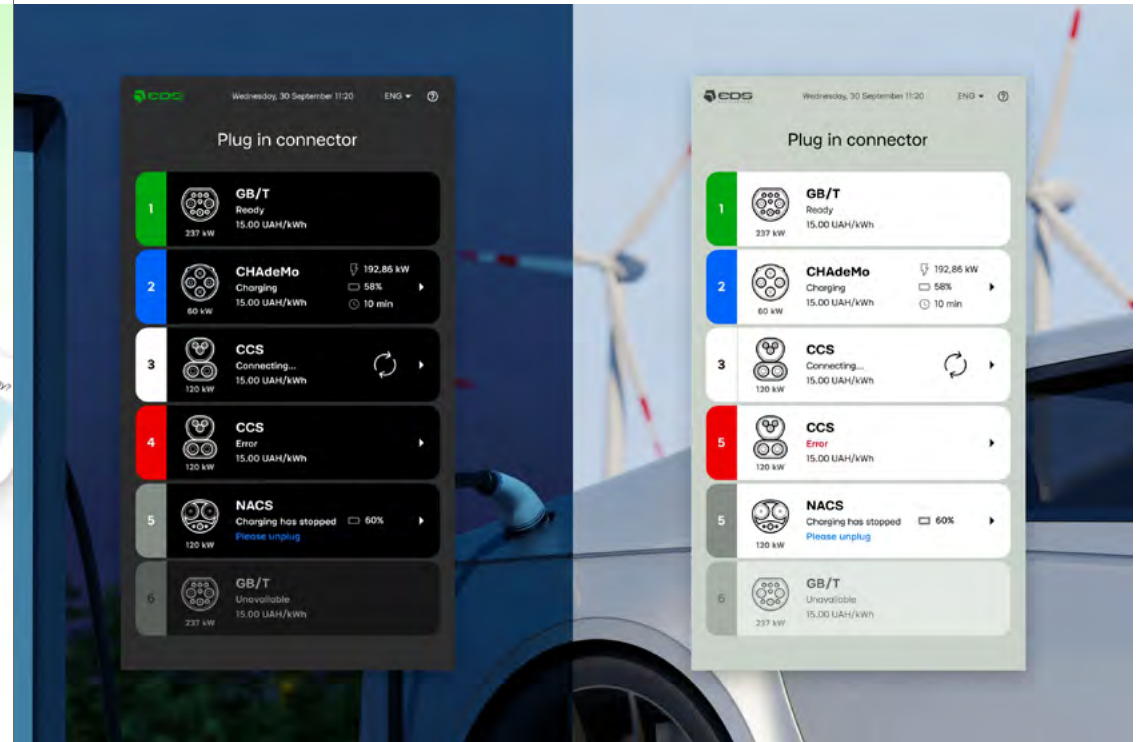 EDS
Wednesday, 30 September 11:20
ENG
Plug in connector
1
237 kW
GB/T
Ready
15.00 UAH/kWh
2
60 kW
CHAdeMo
Charging
15.00 UAH/kWh
192,86 kW
58%
10 min
3
120 kW
CCS
Connecting...
15.00 UAH/kWh
4
120 kW
CCS
Error
15.00 UAH/kWh
5
120 kW
NACS
Charging has stopped
60%
Please unplug
6
237 kW
GB/T
Unavailable
15.00 UAH/kWh
EDS
Wednesday, 30 September 11:20
ENG
Plug in connector
1
237 kW
GB/T
Ready
15.00 UAH/kWh
2
60 kW
CHAdeMo
Charging
15.00 UAH/kWh
192,86 kW
58%
10 min
3
120 kW
CCS
Connecting...
15.00 UAH/kWh
5
120 kW
CCS
Error
15.00 UAH/kWh
5
120 kW
NACS
Charging has stopped
60%
Please unplug
6
237 kW
GB/T
Unavailable
15.00 UAH/kWh